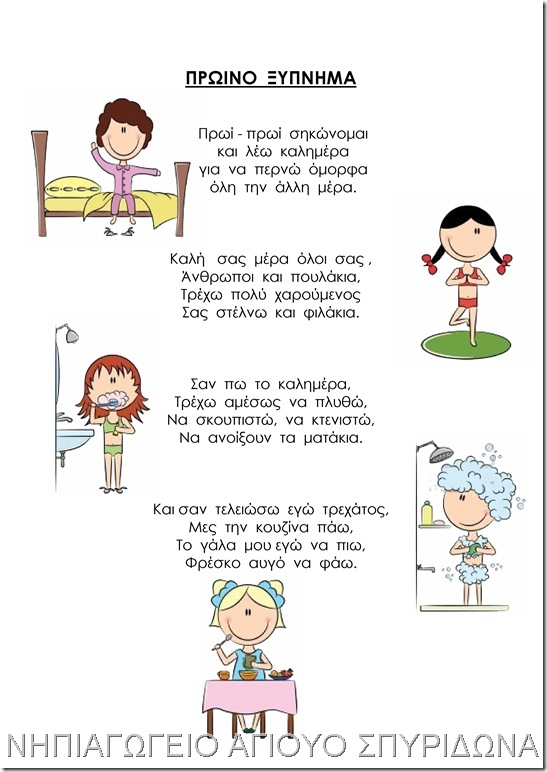 ΠΡΩΙΝΟ ΞΥΠΝΗΜΑ
Πρωί - πρωί σηκώνομαι
και λέω καλημέρα
για να περνώ όμορφα
όλη την άλλη μέρα.
Καλή σας μέρα όλοι σας ,
Άνθρωποι και πουλάκια,
Τρέχω πολύ χαρούμενος
Σας στέλνω και φιλάκια.
Σαν πω το καλημέρα,
Τρέχω αμέσως να πλυθώ,
Να σκουπιστώ, να κτενιστώ,
Να ανοίξουν τα ματάκια.
Και σαν τελειώσω εγώ τρεχάτος,
Μες την κουζίνα πάω,
Το γάλα μου εγώ να πιω,
Φρέσκο αυγό να φάω.
ΝΗΠΙΑΓΩΓΕΙΟ ΑΓΙΟΥΟ ΣΠΥΡΙΔΩΝΑ